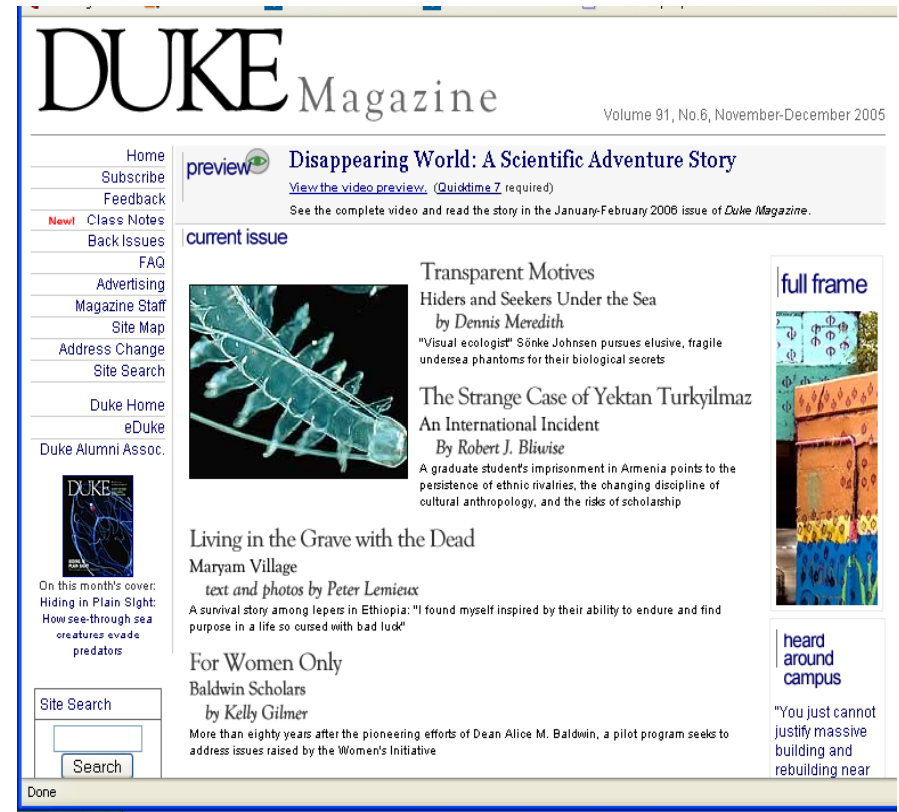 DUKE Magazine
Volume 91, No.6, November-December 2005
Home
Subscribe
Feedback
New! Class Notes
Back Issues
FAQ
Advertising
Magazine Staff
Site Map
Address Change
Site Search
Duke Home
eDuke
Duke Alumni Assoc.
DUKE
HIDING IN
PLAIN SIGHT
On this month's cover:
Hiding in Plain Sight:
How see-through sea
creatures evade
predators
Site Search
Search
preview
Disappearing World: A Scientific Adventure Story
View the video preview. (Quicktime 7 required)
See the complete video and read the story in the January-February 2006 issue of Duke Magazine.
current issue
Transparent Motives
Hiders and Seekers Under the Sea
by Dennis Meredith
"Visual ecologist" Sönke Johnsen pursues elusive, fragile
undersea phantoms for their biological secrets
The Strange Case of Yektan Turkyilmaz
An International Incident
By Robert J. Bliwise
A graduate student's imprisonment in Armenia points to the
persistence of ethnic rivalries, the changing discipline of
cultural anthropology, and the risks of scholarship
Living in the Grave with the Dead
Maryam Village
text and photos by Peter Lemieux
A survival story among lepers in Ethiopia: "I found myself inspired by their ability to endure and find
purpose in a life so cursed with bad luck"
For Women Only
Baldwin Scholars
by Kelly Gilmer
More than eighty years after the pioneering efforts of Dean Alice M. Baldwin, a pilot program seeks to
address issues raised by the Women's Initiative
full frame
heard
around
campus
"You just cannot
justify massive
building and
rebuilding near
Done